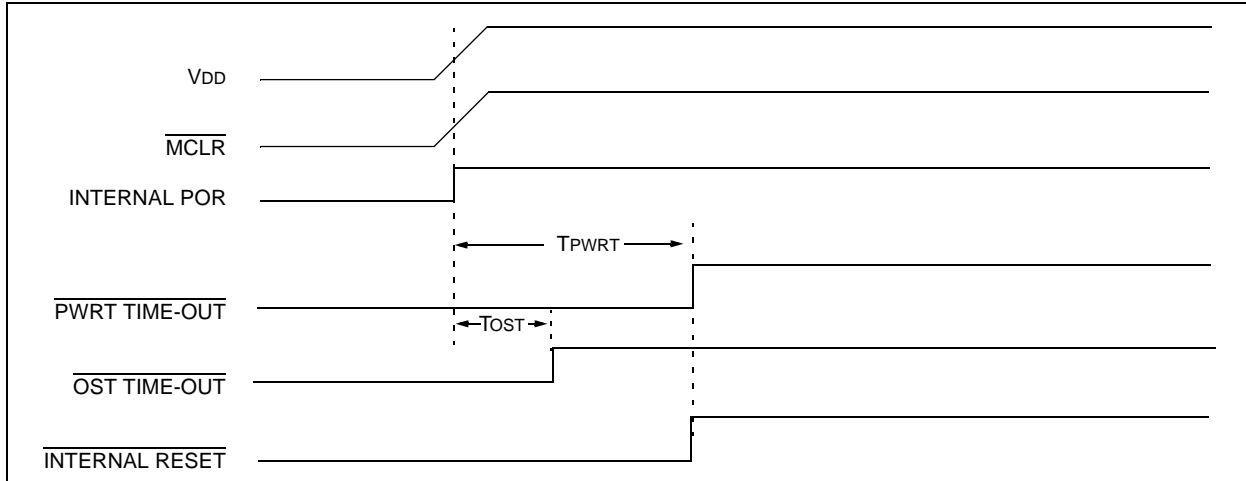 VDD
MCLR
INTERNAL POR
TPWRT
PWRT TIME-OUT
TOST
OST TIME-OUT
INTERNAL RESET